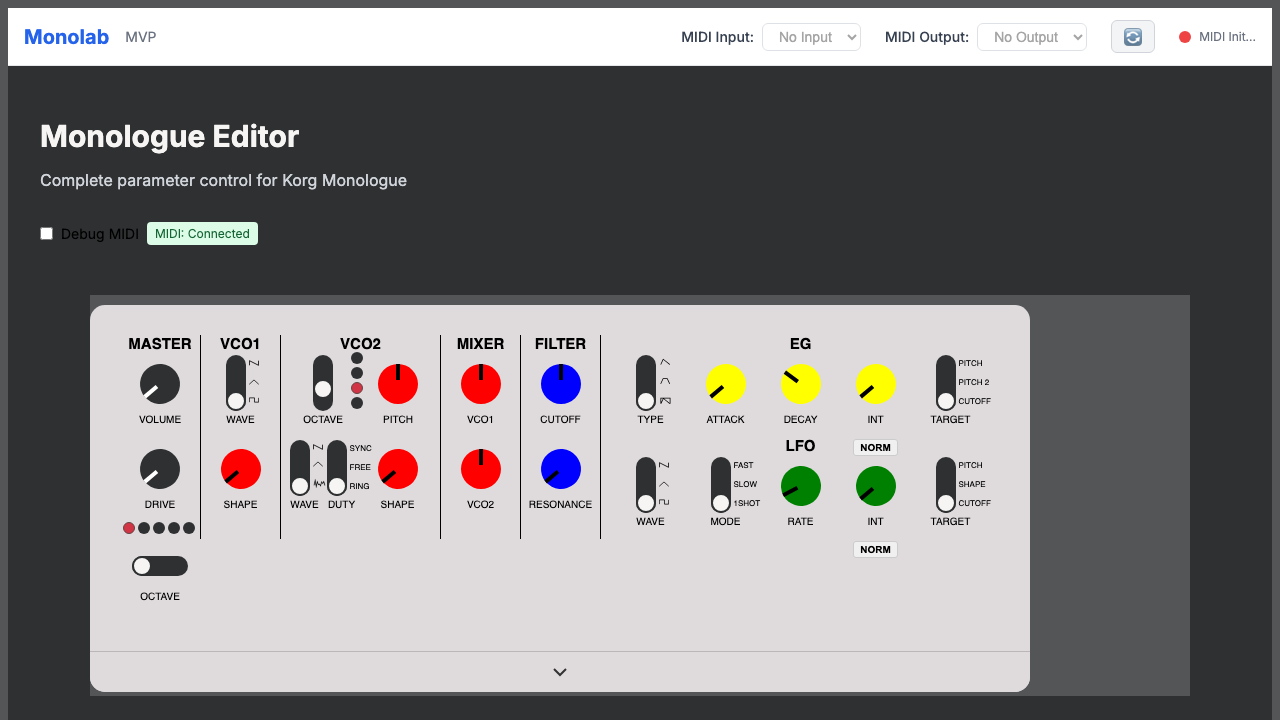 Monolab MVP MIDI Input: No Input MIDI Output: No Output MIDI Init...
Monologue Editor
Complete parameter control for Korg Monologue
Debug MIDI MIDI: Connected
MASTER VCO1 VCO2 MIXER FILTER EG
PITCH
PITCH 2
CUTOFF
VOLUME WAVE OCTAVE PITCH VCO1 CUTOFF TYPE ATTACK DECAY INT TARGET
LFO NORM
SYNC
FREE
RING
FAST
SLOW
1SHOT
PITCH
SHAPE
CUTOFF
DRIVE SHAPE WAVE DUTY SHAPE VCO2 RESONANCE
WAVE MODE RATE INT TARGET
NORM
OCTAVE